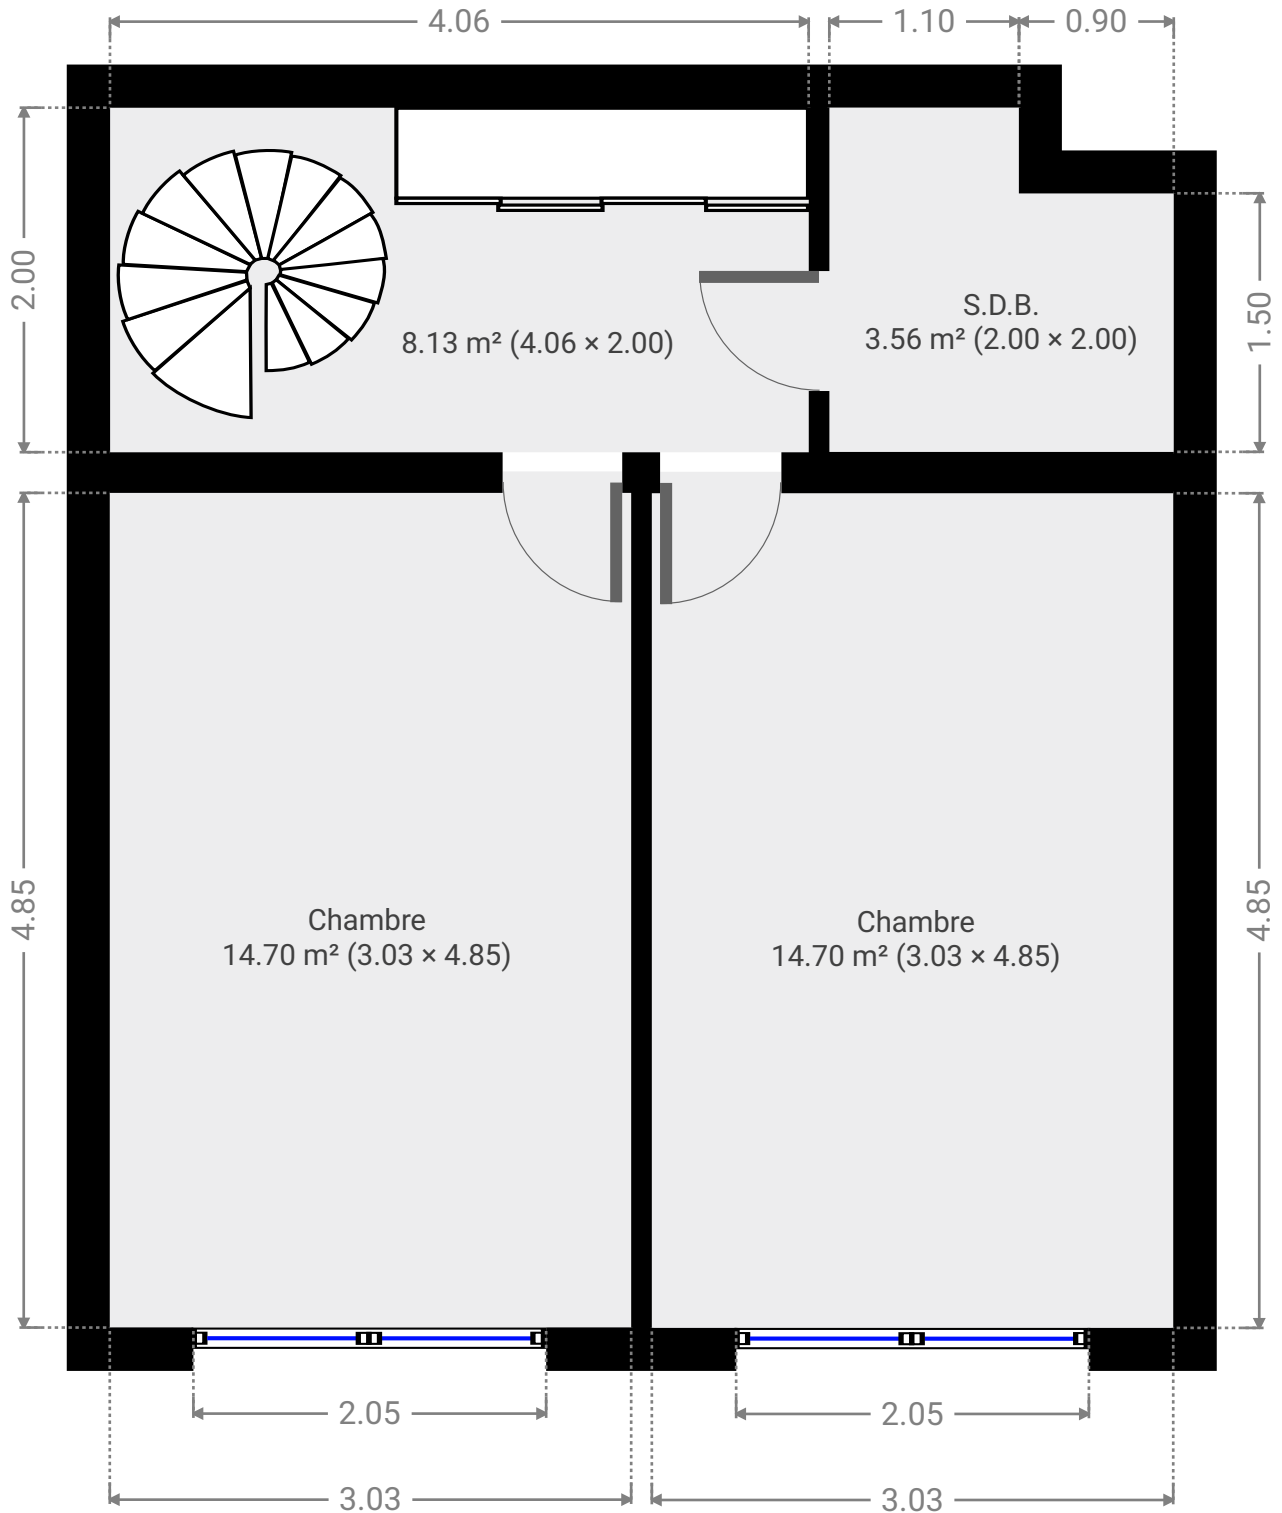 4.06
1.10
0.90
2.00
1.50
S.D.B.
3.56 m² (2.00 × 2.00)
8.13 m² (4.06 × 2.00)
4.85
4.85
Chambre
14.70 m² (3.03 × 4.85)
Chambre
14.70 m² (3.03 × 4.85)
2.05
2.05
3.03
3.03